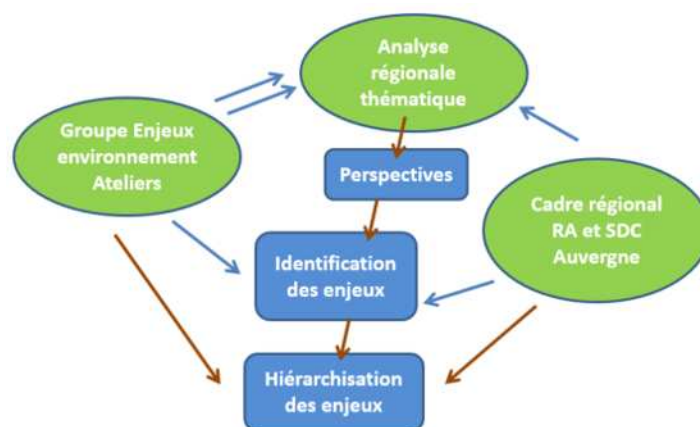 Analyse
régionale
thématique
Groupe Enjeux
environnement
Ateliers
Perspectives
Cadre régional
RA et SDC
Auvergne
Identification
des enjeux
Hiérarchisation
des enjeux